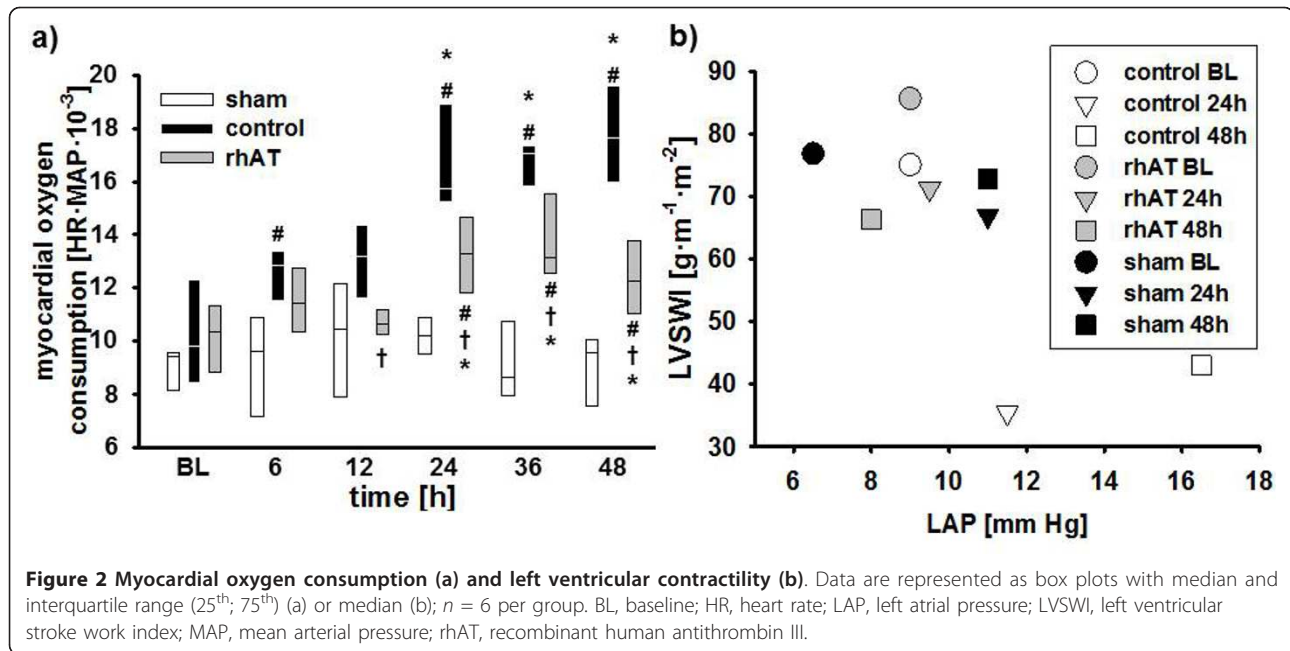 a)
20
18
16
14
12
10
8
6
myocardial oxygen
consumption [HR·MAP·10⁻³]
sham
control
rhAT
#
†
*
#
*
#
*
#
#
†
*
#
†
*
#
†
*
BL 6 12 24 36 48
time [h]
b)
90
80
70
60
50
40
30
LVSWI [g·m⁻¹·m⁻²]
control BL
control 24h
control 48h
rhAT BL
rhAT 24h
rhAT 48h
sham BL
sham 24h
sham 48h
6 8 10 12 14 16 18
LAP [mm Hg]
Figure 2 Myocardial oxygen consumption (a) and left ventricular contractility (b). Data are represented as box plots with median and
interquartile range (25th; 75th) (a) or median (b); n = 6 per group. BL, baseline; HR, heart rate; LAP, left atrial pressure; LVSWI, left ventricular
stroke work index; MAP, mean arterial pressure; rhAT, recombinant human antithrombin III.